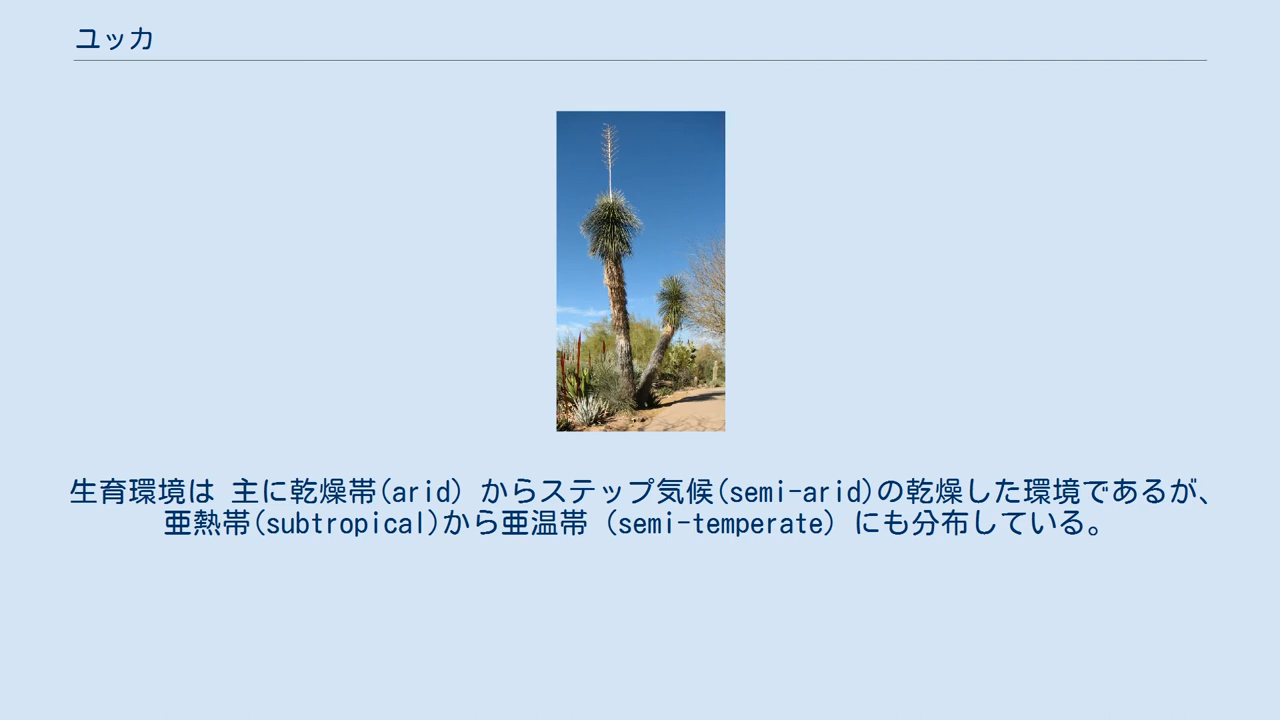 ユッカ
生育環境は 主に乾燥帯(arid) からステップ気候(semi-arid)の乾燥した環境であるが、
亜熱帯(subtropical)から亜温帯 (semi-temperate) にも分布している。